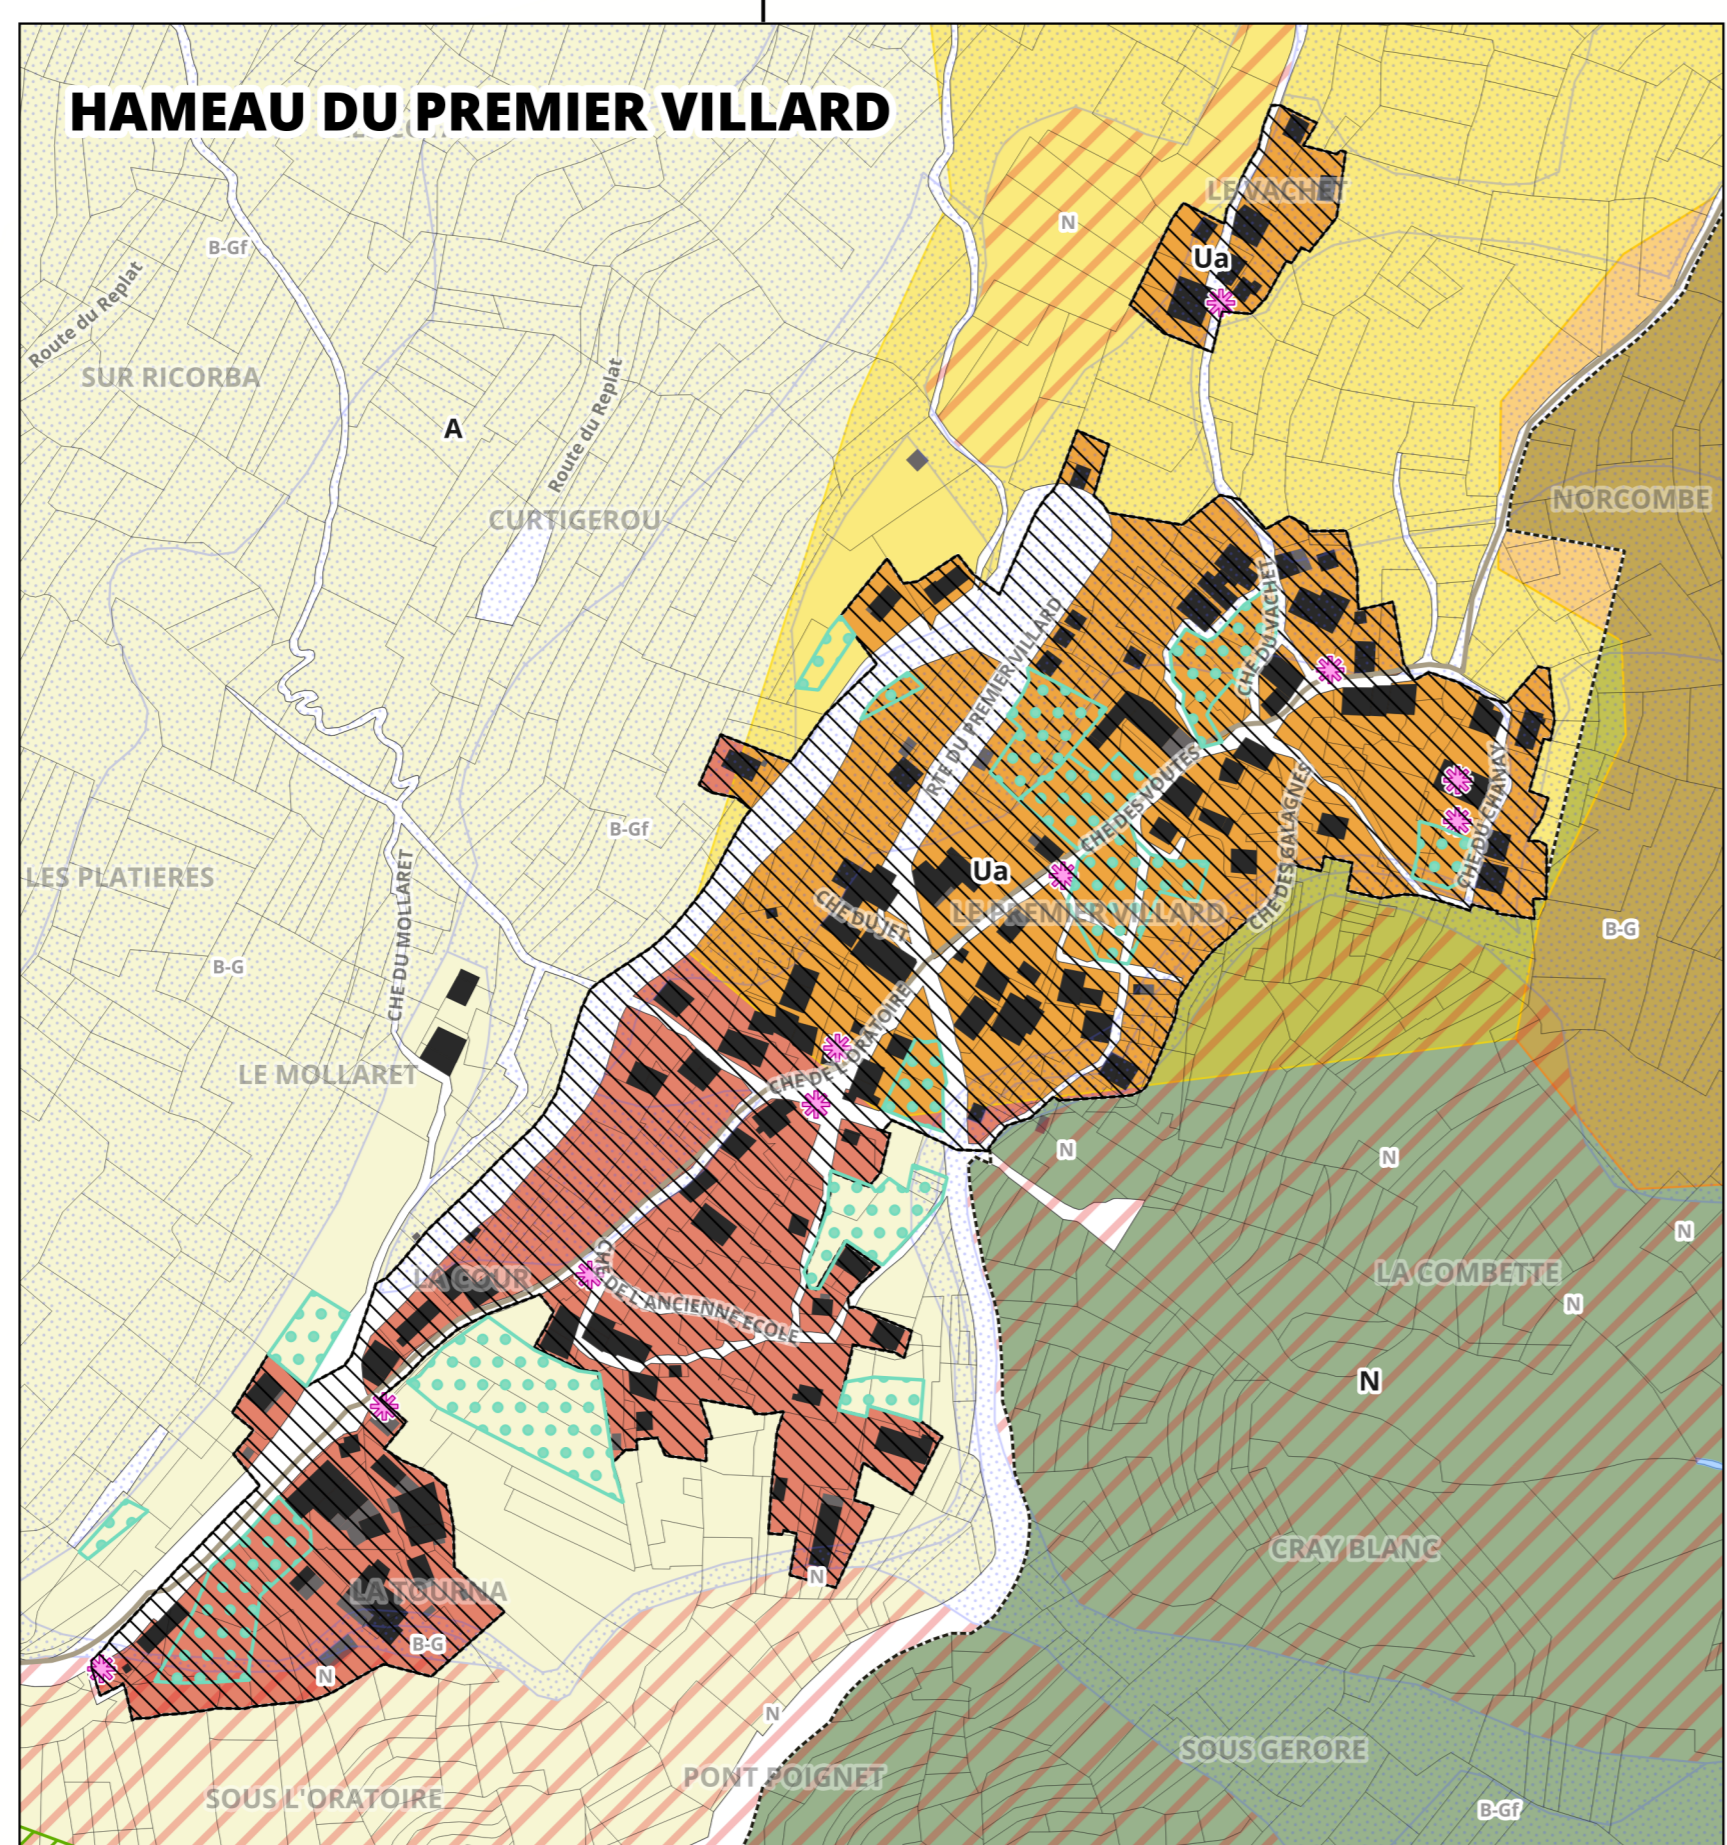 HAMEAU DU PREMIER VILLARD
LE VACHET
N
B-Gf
Ua
Route du Replat
SUR RICORBA
A
Route du Replat
CURTIGEROU
NORCOMBE
CHE DU VACHET
RTE DU PREMIER VILLARD
CHE DES VOUTES
CHE DES GALAGNES
CHE DU CHANAY
B-Gf
LES PLATIERES
CHE DU MOLLARET
Ua
CHE DU JET
LE PREMIER VILLARD
B-G
B-G
LE MOLLARET
CHE DE L'ORATOIRE
N
N
N
LA COUR
CHE DE L'ANCIENNE ECOLE
LA COMBETTE
N
N
CRAY BLANC
N
LA TOURNA
B-G
N
N
SOUS GERORE
PONT POIGNET
SOUS L'ORATOIRE
B-Gf